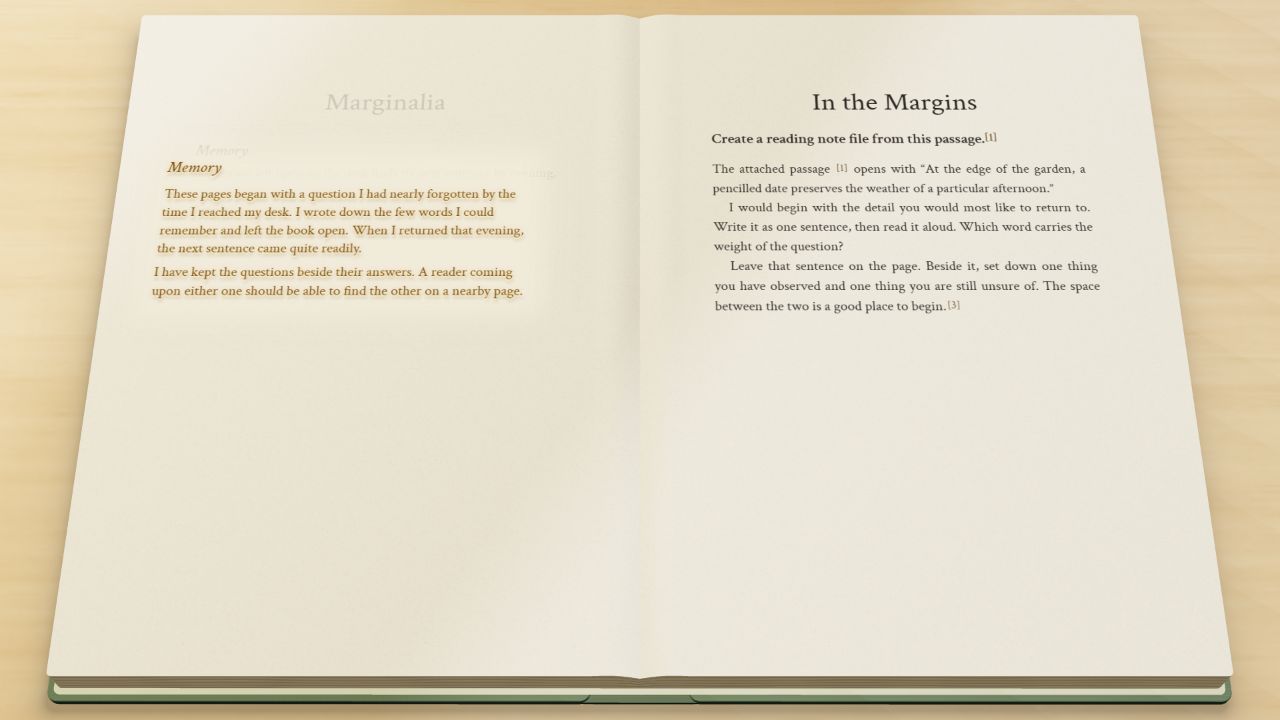 Marginalia
Memory
Memory
These pages began with a question I had nearly forgotten by the
time I reached my desk. I wrote down the few words I could
remember and left the book open. When I returned that evening,
the next sentence came quite readily.
I have kept the questions beside their answers. A reader coming
upon either one should be able to find the other on a nearby page.
In the Margins
Create a reading note file from this passage.[1]
The attached passage [1] opens with “At the edge of the garden, a
pencilled date preserves the weather of a particular afternoon.”
I would begin with the detail you would most like to return to.
Write it as one sentence, then read it aloud. Which word carries the
weight of the question?
Leave that sentence on the page. Beside it, set down one thing
you have observed and one thing you are still unsure of. The space
between the two is a good place to begin.[3]